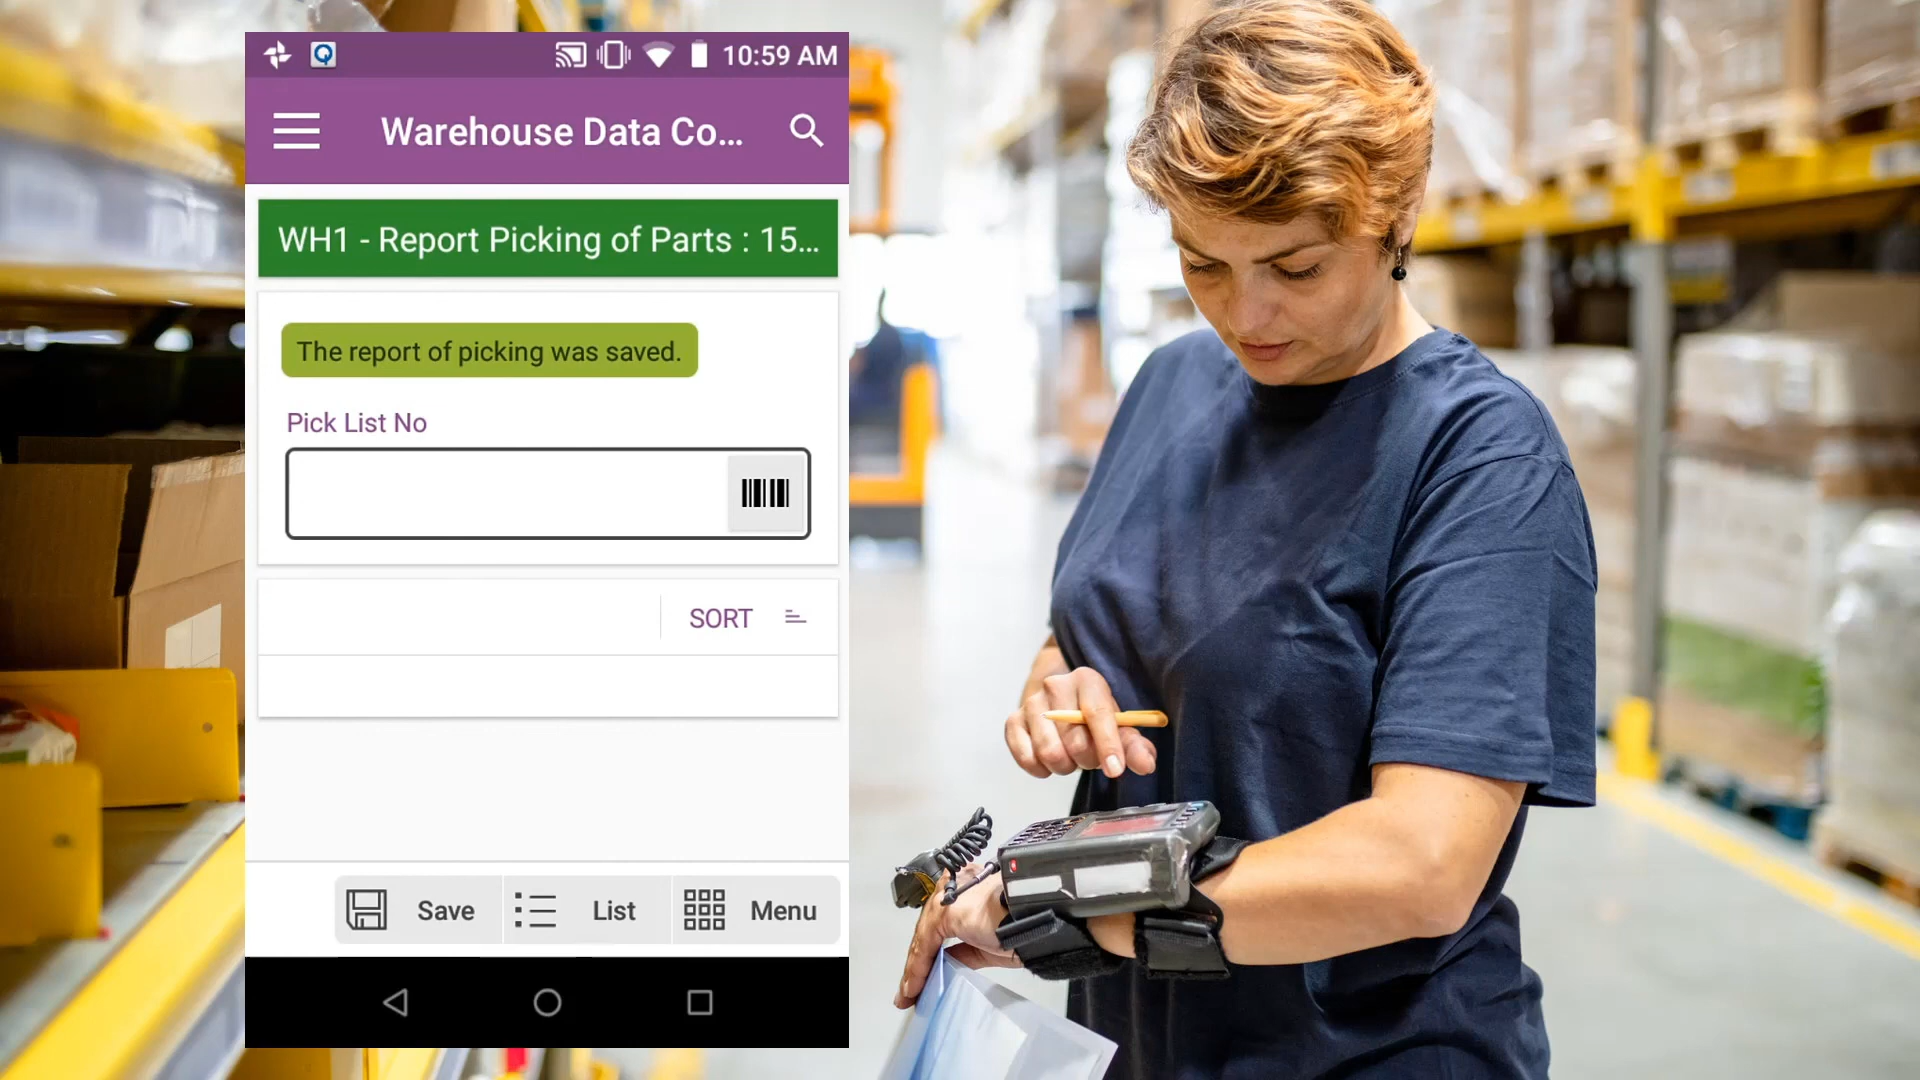 10:59 AM
Warehouse Data Co...
WH1 - Report Picking of Parts : 15...
The report of picking was saved.
Pick List No
SORT
Save
List
Menu